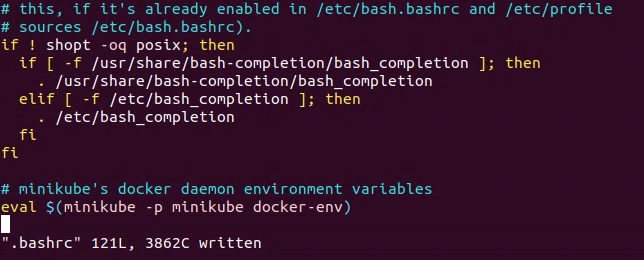 # this, if it's already enabled in /etc/bash.bashrc and /etc/profile
# sources /etc/bash.bashrc).
if ! shopt -oq posix; then
  if [ -f /usr/share/bash-completion/bash_completion ]; then
    . /usr/share/bash-completion/bash_completion
  elif [ -f /etc/bash_completion ]; then
    . /etc/bash_completion
  fi
fi

# minikube's docker daemon environment variables
eval $(minikube -p minikube docker-env)
".bashrc" 121L, 3862C written